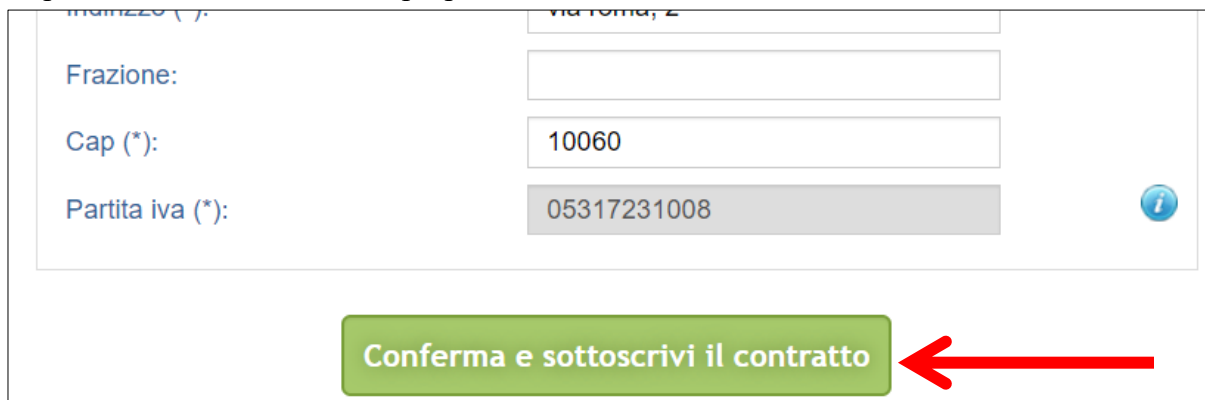 Frazione:
Cap (*): 10060
Partita iva (*): 05317231008
Conferma e sottoscrivi il contratto